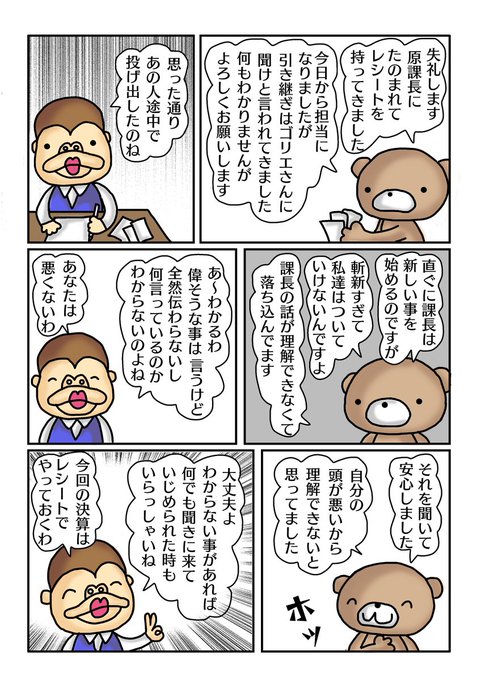 失礼します
原課長に
たのまれて
レシートを
持ってきました
今日から担当に
なりましたが
引き継ぎはゴリエさんに
聞けと言われてきました
何もわかりませんが
よろしくお願いします
思った通り
あの人途中で
投げ出したのね
直ぐに課長は
新しい事を
始めるのですが
斬新すぎて
私達はついて
いけないんですよ
課長の話が理解できなくて
落ち込んでます
あ～わかるわ
偉そうな事は言うけど
全然伝わらないし
何言っているのか
わからないのよね
あなたは
悪くないわ
それを聞いて
安心しました
自分の
頭が悪いから
理解できないと
思ってました
ホッ
大丈夫よ
わからない事があれば
何でも聞きに来て
いじめられた時も
いらっしゃいね
今回の決算は
レシートで
やっておくわ